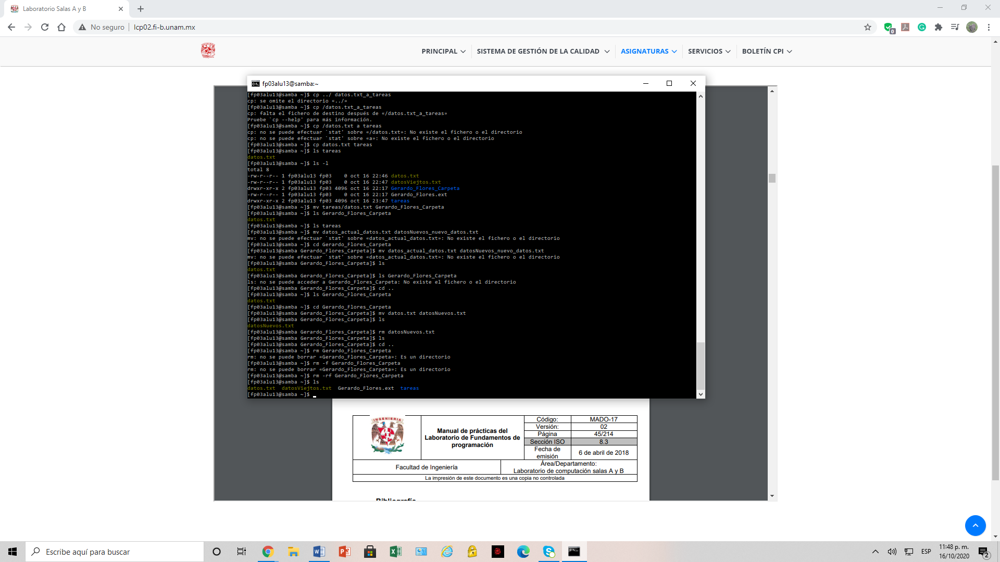 Laboratorio Salas A y B
No seguro
lcp02.fi-b.unam.mx
0
PRINCIPAL
SISTEMA DE GESTIÓN DE LA CALIDAD
ASIGNATURAS
SERVICIOS
BOLETÍN CPI
fp03alu13@samba:~
[fp03alu13@samba ~]$ cp ../ datos.txt_a_tareas
cp: se omite el directorio «../»
[fp03alu13@samba ~]$ cp /datos.txt_a_tareas
cp: falta el fichero de destino después de «/datos.txt_a_tareas»
Pruebe `cp --help' para más información.
[fp03alu13@samba ~]$ cp /datos.txt a tareas
cp: no se puede efectuar `stat' sobre «/datos.txt»: No existe el fichero o el directorio
cp: no se puede efectuar `stat' sobre «a»: No existe el fichero o el directorio
[fp03alu13@samba ~]$ cp datos.txt tareas
[fp03alu13@samba ~]$ ls tareas
datos.txt
[fp03alu13@samba ~]$ ls -l
total 8
-rw-r--r-- 1 fp03alu13 fp03    0 oct 16 22:46 datos.txt
-rw-r--r-- 1 fp03alu13 fp03    0 oct 16 22:47 datosViejtos.txt
drwxr-xr-x 2 fp03alu13 fp03 4096 oct 16 22:17 Gerardo_Flores_Carpeta
-rw-r--r-- 1 fp03alu13 fp03    0 oct 16 22:17 Gerardo_Flores.ext
drwxr-xr-x 2 fp03alu13 fp03 4096 oct 16 23:47 tareas
[fp03alu13@samba ~]$ mv tareas/datos.txt Gerardo_Flores_Carpeta
[fp03alu13@samba ~]$ ls Gerardo_Flores_Carpeta
datos.txt
[fp03alu13@samba ~]$ ls tareas
[fp03alu13@samba ~]$ mv datos_actual_datos.txt datosNuevos_nuevo_datos.txt
mv: no se puede efectuar `stat' sobre «datos_actual_datos.txt»: No existe el fichero o el directorio
[fp03alu13@samba ~]$ cd Gerardo_Flores_Carpeta
[fp03alu13@samba Gerardo_Flores_Carpeta]$ mv datos_actual_datos.txt datosNuevos_nuevo_datos.txt
mv: no se puede efectuar `stat' sobre «datos_actual_datos.txt»: No existe el fichero o el directorio
[fp03alu13@samba Gerardo_Flores_Carpeta]$ ls
datos.txt
[fp03alu13@samba Gerardo_Flores_Carpeta]$ ls Gerardo_Flores_Carpeta
ls: no se puede acceder a Gerardo_Flores_Carpeta: No existe el fichero o el directorio
[fp03alu13@samba Gerardo_Flores_Carpeta]$ cd ..
[fp03alu13@samba ~]$ ls Gerardo_Flores_Carpeta
datos.txt
[fp03alu13@samba ~]$ cd Gerardo_Flores_Carpeta
[fp03alu13@samba Gerardo_Flores_Carpeta]$ mv datos.txt datosNuevos.txt
[fp03alu13@samba Gerardo_Flores_Carpeta]$ ls
datosNuevos.txt
[fp03alu13@samba Gerardo_Flores_Carpeta]$ rm datosNuevos.txt
[fp03alu13@samba Gerardo_Flores_Carpeta]$ ls
[fp03alu13@samba Gerardo_Flores_Carpeta]$ cd ..
[fp03alu13@samba ~]$ rm Gerardo_Flores_Carpeta
rm: no se puede borrar «Gerardo_Flores_Carpeta»: Es un directorio
[fp03alu13@samba ~]$ rm -f Gerardo_Flores_Carpeta
rm: no se puede borrar «Gerardo_Flores_Carpeta»: Es un directorio
[fp03alu13@samba ~]$ rm -rf Gerardo_Flores_Carpeta
[fp03alu13@samba ~]$ ls
datos.txt  datosViejtos.txt  Gerardo_Flores.ext  tareas
[fp03alu13@samba ~]$
INGENIERIA
Manual de prácticas del
Laboratorio de Fundamentos de
programación
Código: MADO-17
Versión: 02
Página 45/214
Sección ISO 8.3
Fecha de
emisión
6 de abril de 2018
Facultad de Ingeniería
Área/Departamento:
Laboratorio de computación salas A y B
La impresión de este documento es una copia no controlada
Bibliografía
Escribe aquí para buscar
ESP
11:48 p. m.
16/10/2020
2